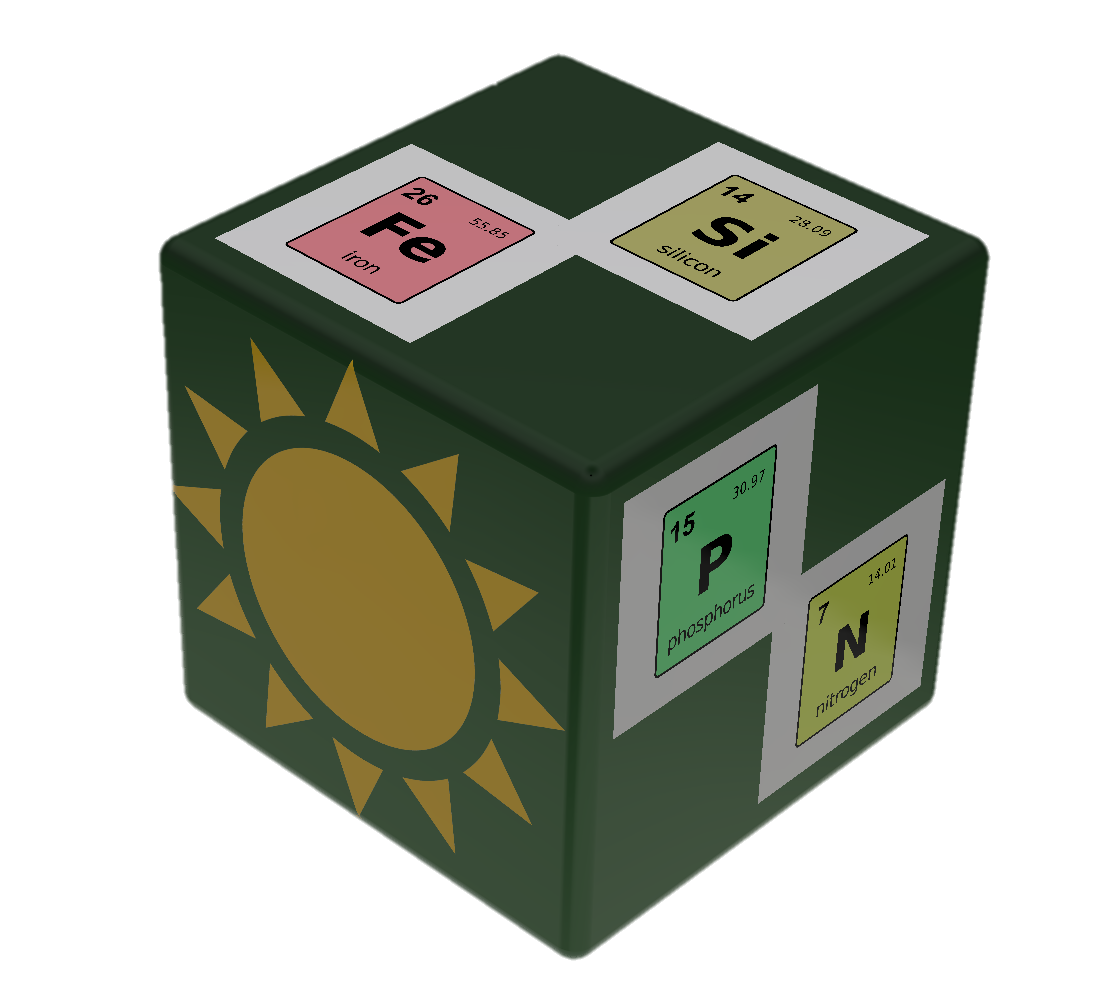 26
55.85
Fe
iron
14
28.09
Si
silicon
15
30.97
P
phosphorus
7
14.01
N
nitrogen